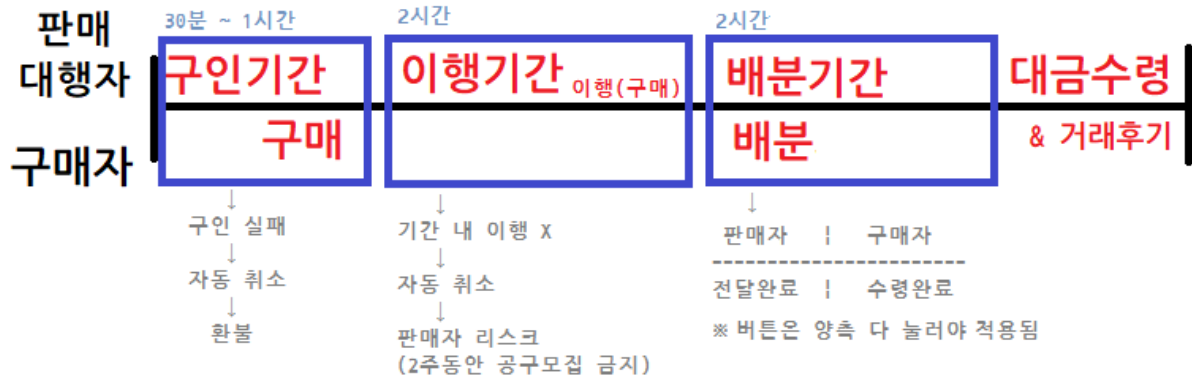 판매
대행자
구매자
30분 ~ 1시간
구인기간
구매
↓
구인 실패
↓
자동 취소
↓
환불
2시간
이행기간 이행(구매)
↓
기간 내 이행 X
↓
자동 취소
↓
판매자 리스크
(2주동안 공구모집 금지)
2시간
배분기간
배분
↓
판매자 | 구매자
------------------------
전달완료 | 수령완료
※ 버튼은 양측 다 눌러야 적용됨
대금수령
& 거래후기